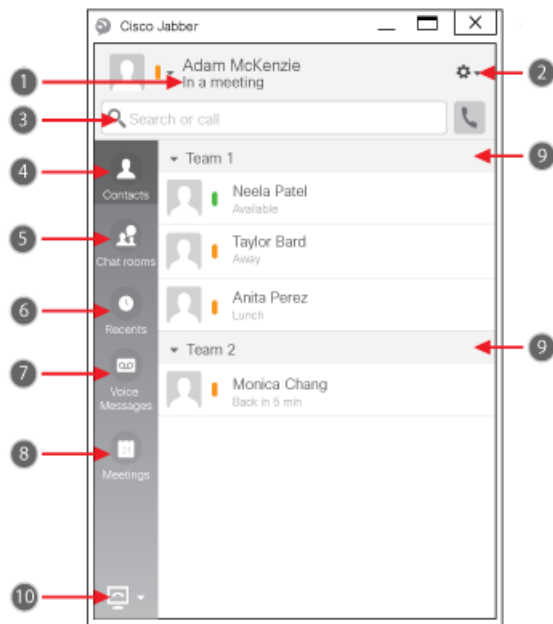 Cisco Jabber
1
Adam McKenzie
In a meeting
2
3
Search or call
4
Contacts
Team 1
9
Neela Patel
Available
5
Chat rooms
Taylor Bard
Away
6
Recents
Anita Perez
Lunch
Team 2
9
7
Voice
Messages
Monica Chang
Back in 5 min
8
31
Meetings
10